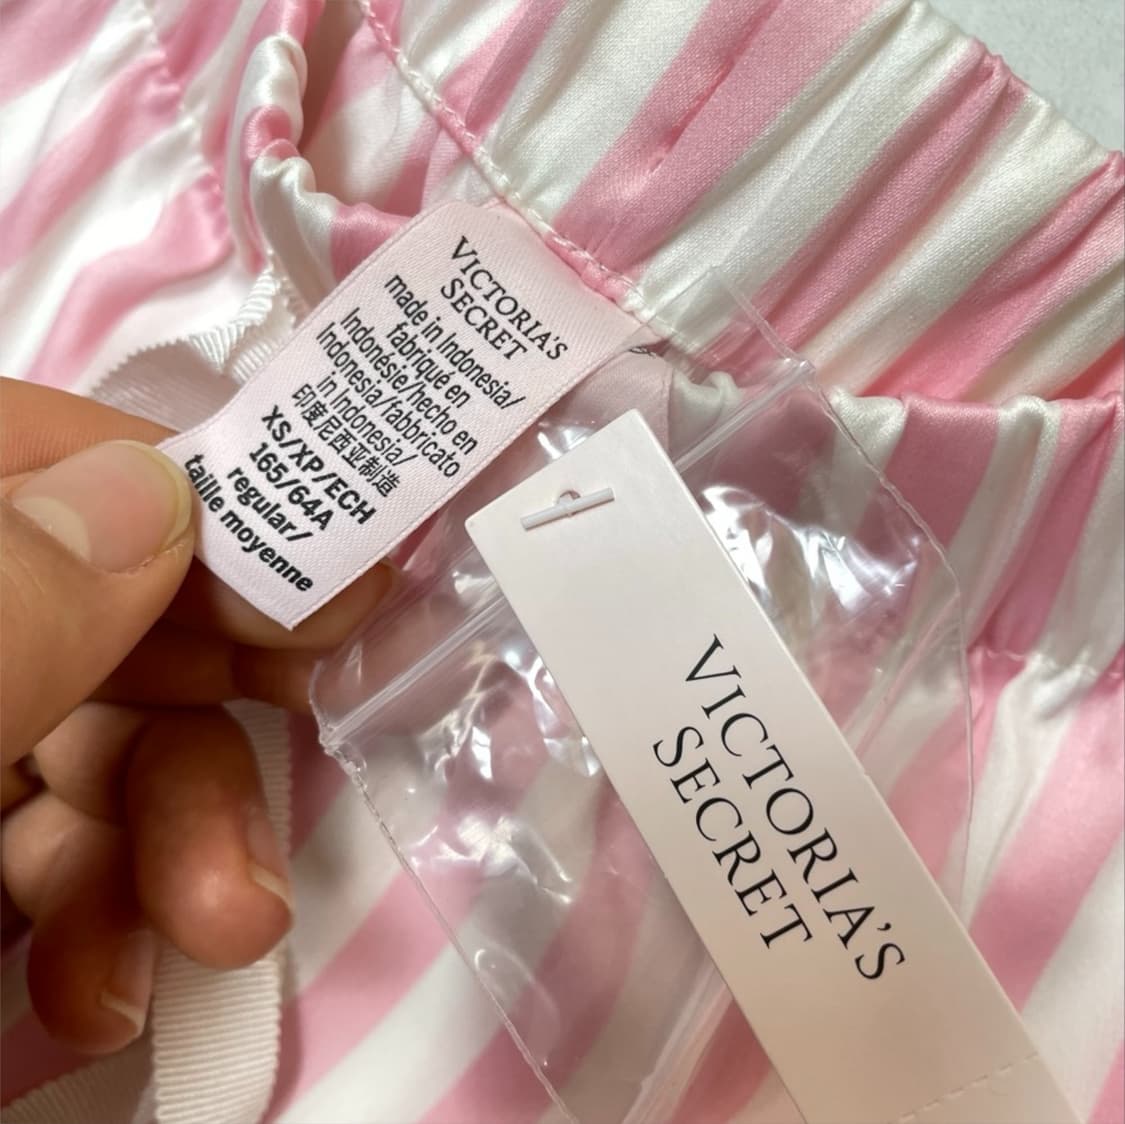 VICTORIA'S
SECRET
made in Indonesia/
fabriqué en
Indonésie/hecho en
Indonesia/fabbricato
in Indonesia/
印度尼西亚制造
XS/XP/ECH
165/64A
regular/
taille moyenne
VICTORIA'S
SECRET